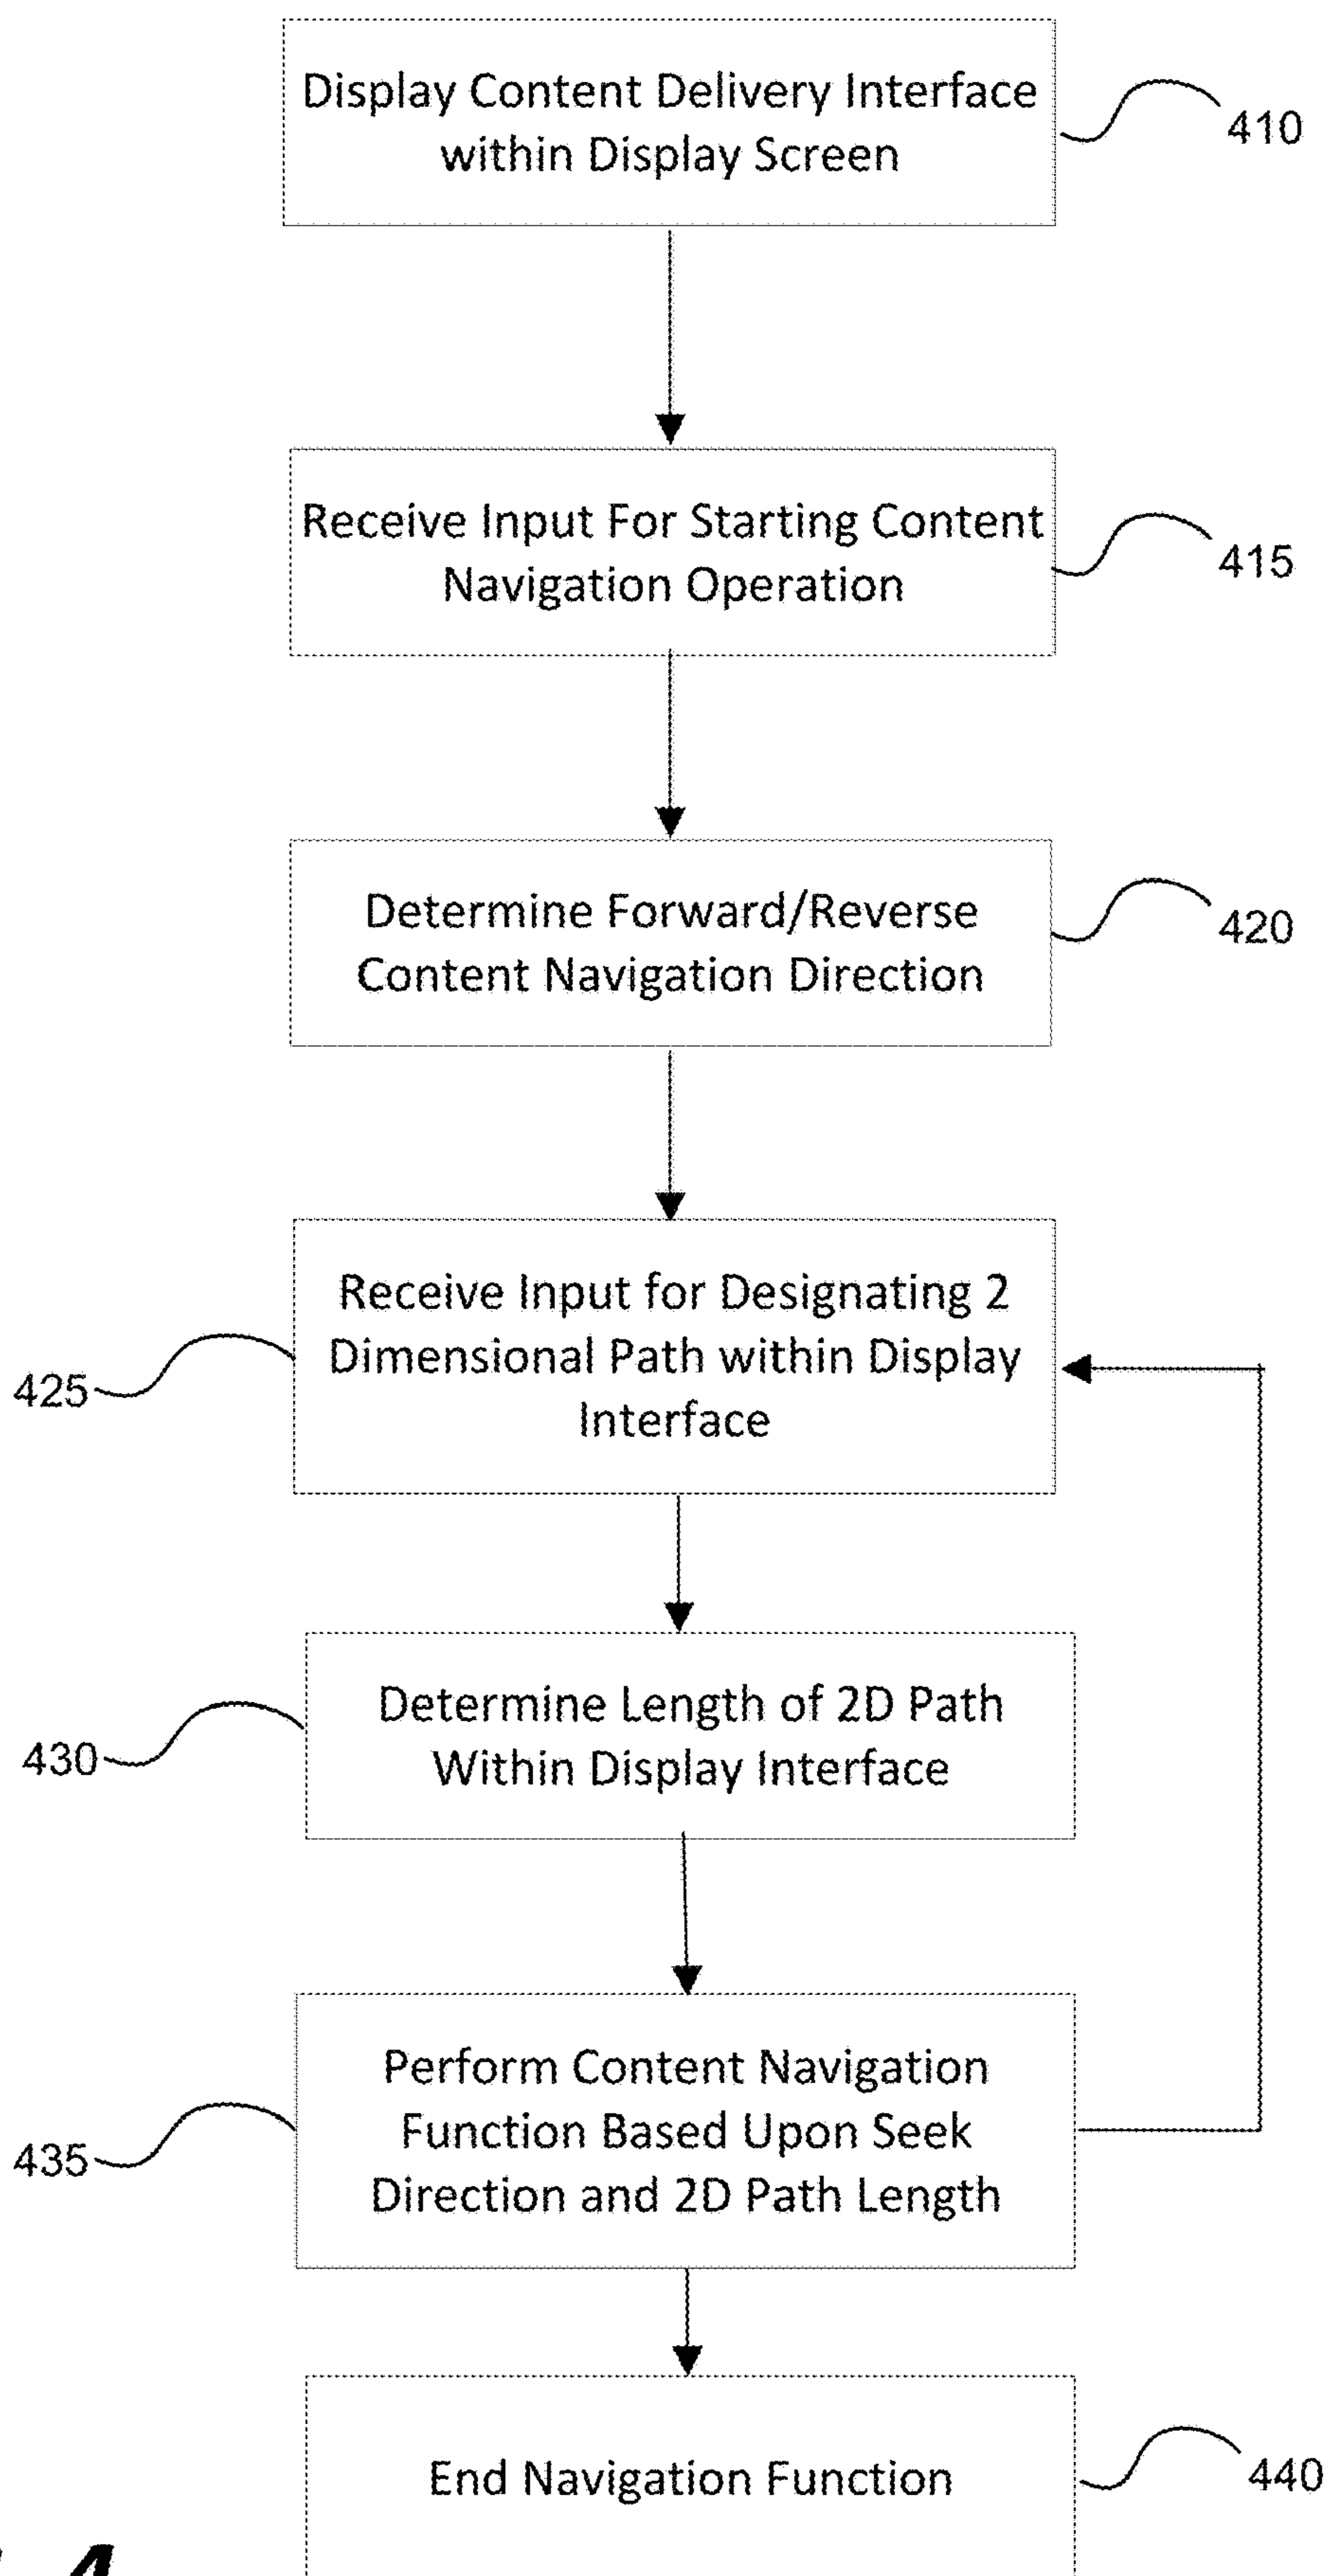 Display Content Delivery Interface
within Display Screen
410
Receive Input For Starting Content
Navigation Operation
415
Determine Forward/Reverse
Content Navigation Direction
420
Receive Input for Designating 2
Dimensional Path within Display
Interface
425
Determine Length of 2D Path
Within Display Interface
430
Perform Content Navigation
Function Based Upon Seek
Direction and 2D Path Length
435
End Navigation Function
440
4